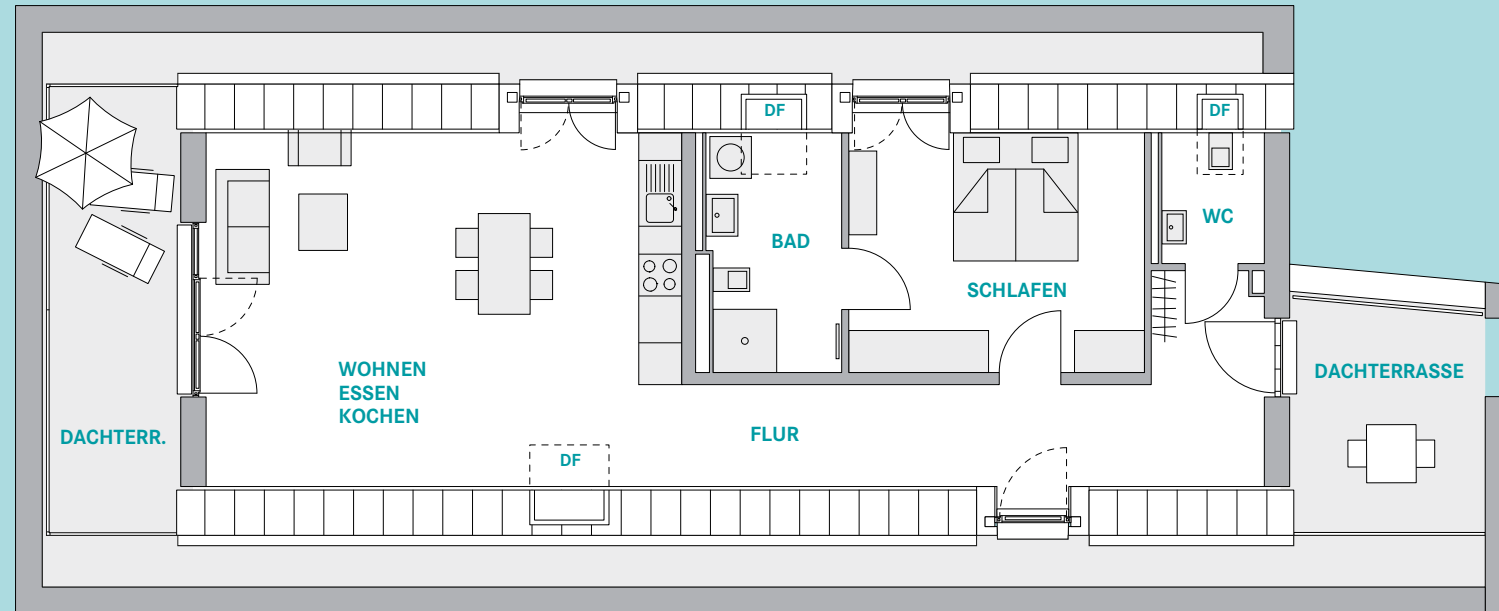 DF
DF
WC
BAD
SCHLAFEN
WOHNEN
ESSEN
KOCHEN
DACHTERRASSE
DACHTERR.
FLUR
DF